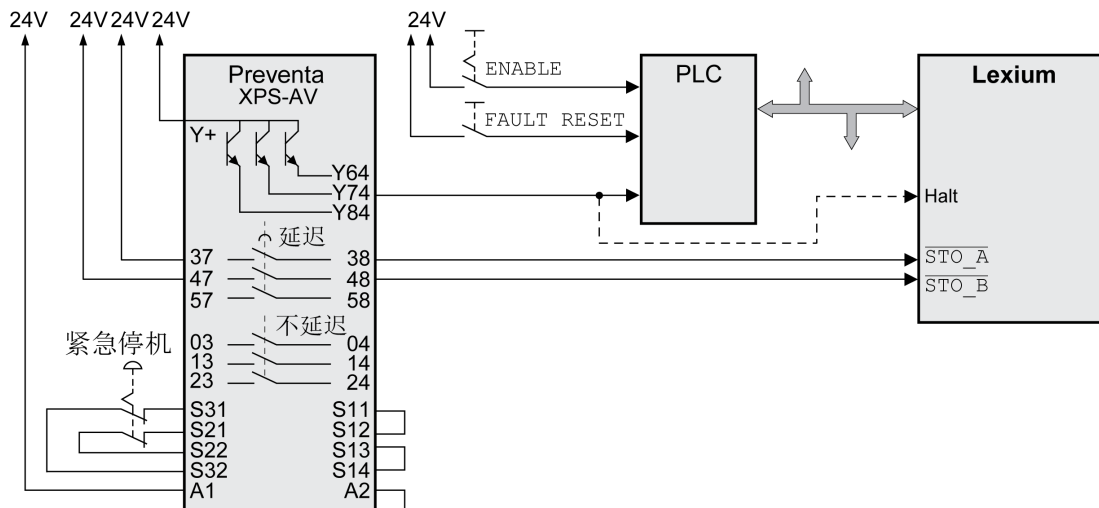 24V 24V 24V 24V 24V
Preventa
XPS-AV
PLC
Lexium
ENABLE
FAULT RESET
Y+
Y64
Y74
Y84
Halt
延迟
37 38
47 48
57 58
STO_A
STO_B
不延迟
紧急停机
03 04
13 14
23 24
S31 S11
S21 S12
S22 S13
S32 S14
A1 A2